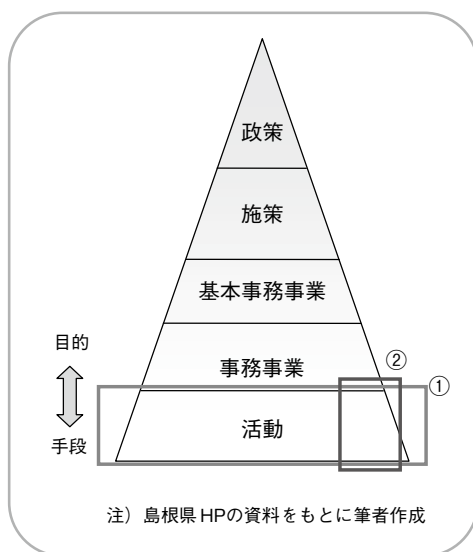 政策
施策
基本事務事業
目的
事務事業
②
①
手段
活動
注）島根県HPの資料をもとに筆者作成